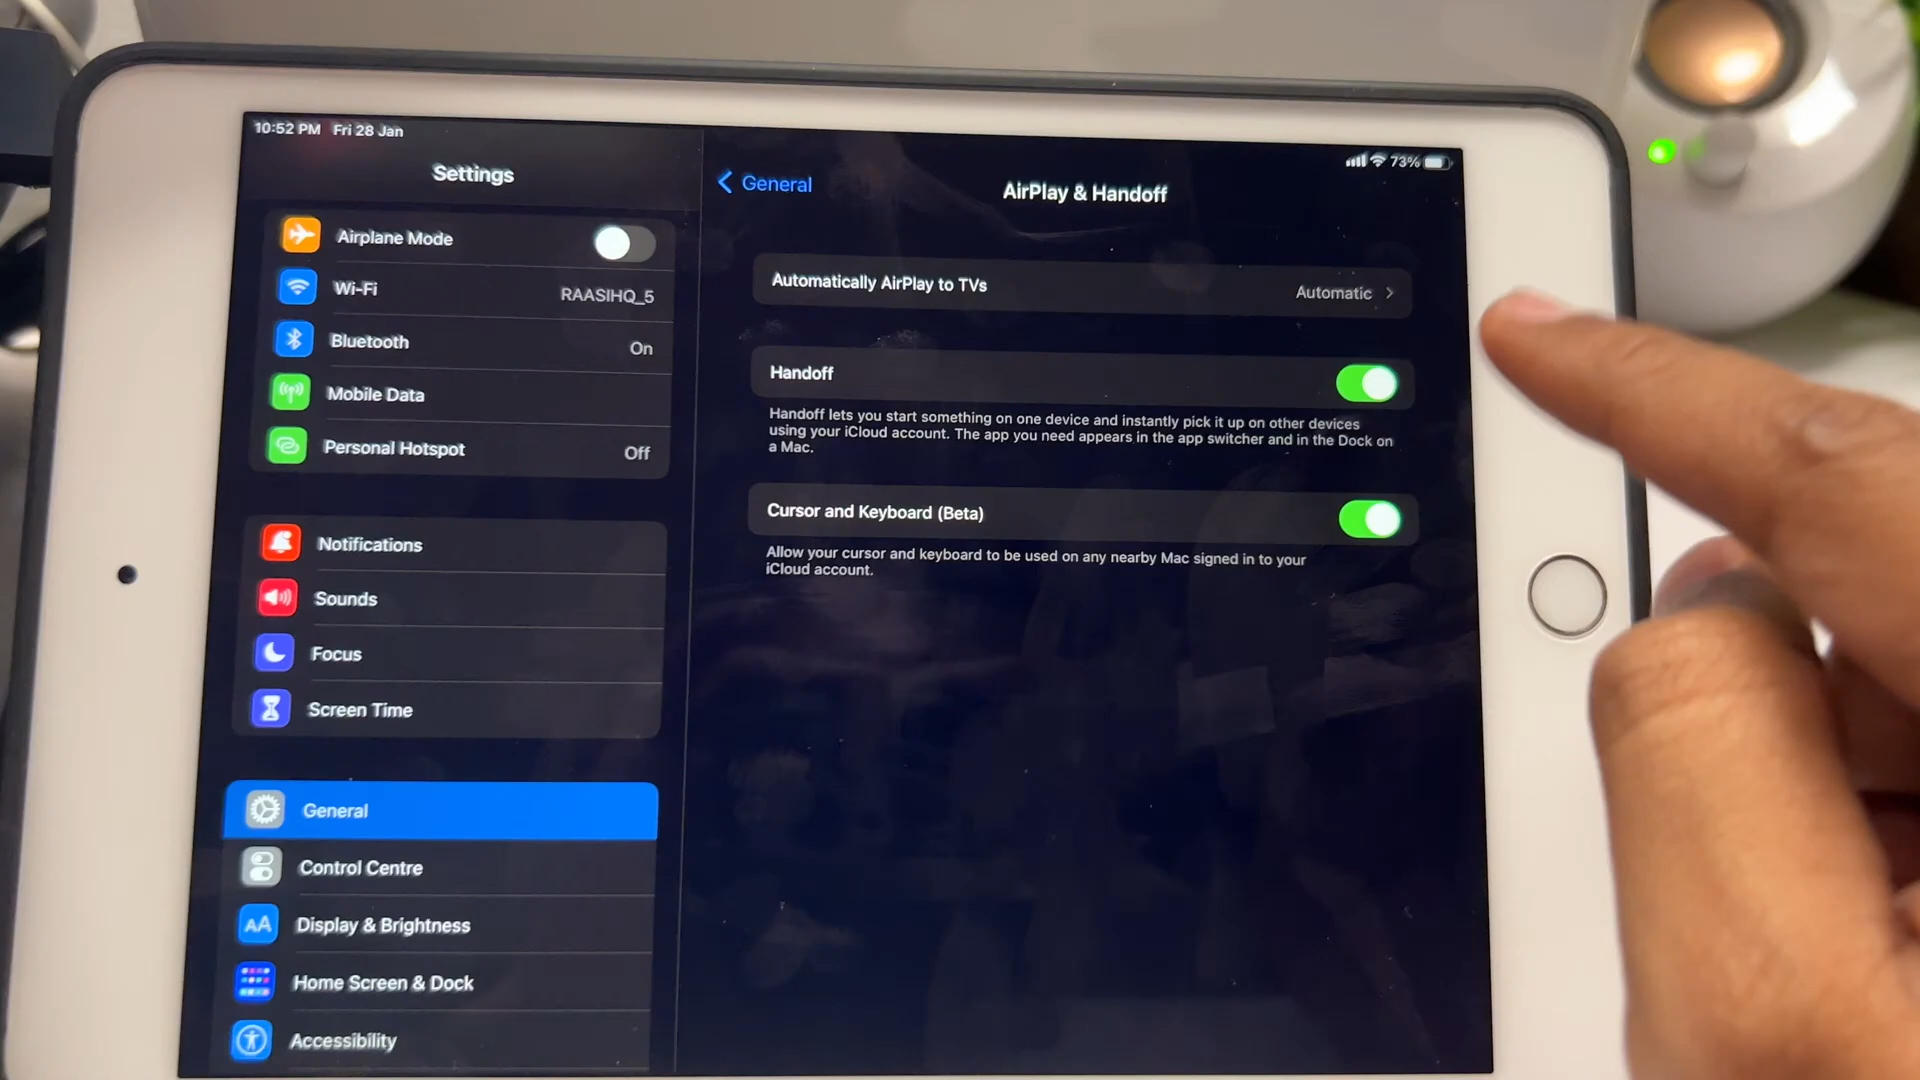 10:52 PM Fri 28 Jan
73%
Settings
Airplane Mode
Wi-Fi RAASIHQ_5
Bluetooth On
Mobile Data
Personal Hotspot Off
Notifications
Sounds
Focus
Screen Time
General
Control Centre
AA Display & Brightness
Home Screen & Dock
Accessibility
General
AirPlay & Handoff
Automatically AirPlay to TVs Automatic
Handoff
Handoff lets you start something on one device and instantly pick it up on other devices
using your iCloud account. The app you need appears in the app switcher and in the Dock on
a Mac.
Cursor and Keyboard (Beta)
Allow your cursor and keyboard to be used on any nearby Mac signed in to your
iCloud account.